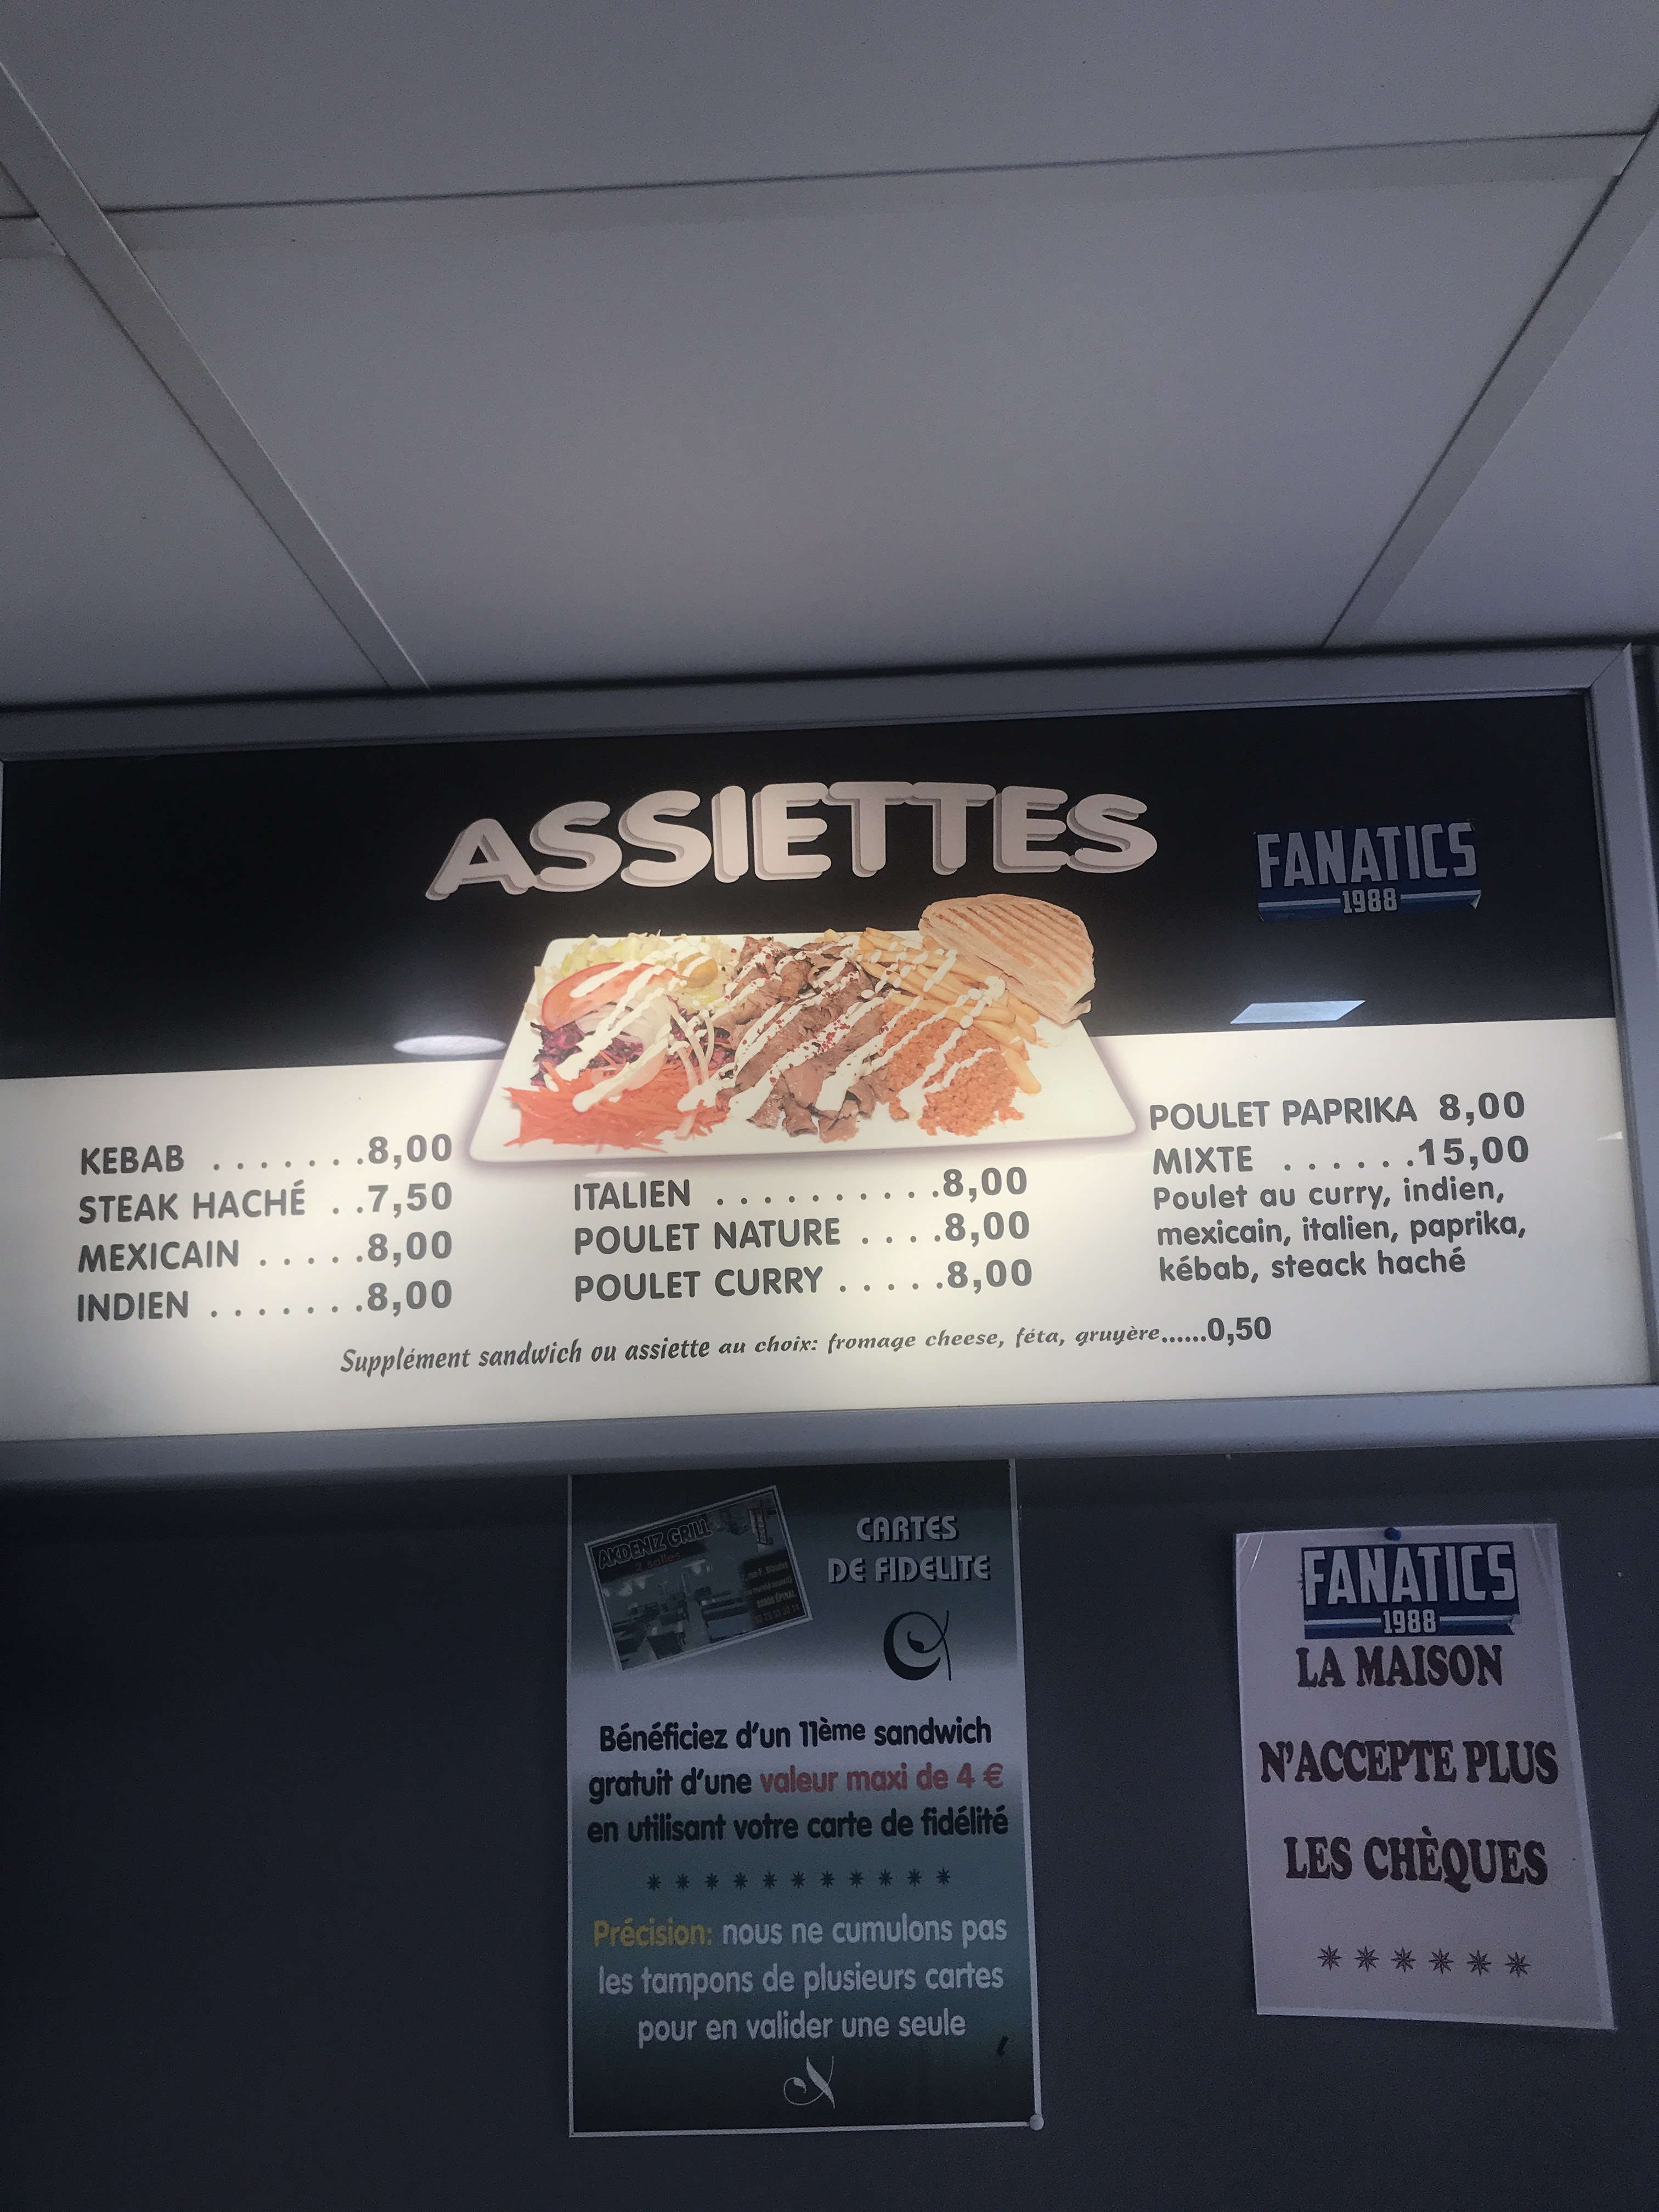 ASSIETTES
FANATICS
1988
KEBAB .......8,00
STEAK HACHÉ ..7,50
MEXICAIN .....8,00
INDIEN .......8,00
ITALIEN ..........8,00
POULET NATURE ....8,00
POULET CURRY .....8,00
POULET PAPRIKA 8,00
MIXTE ......15,00
Poulet au curry, indien,
mexicain, italien, paprika,
kébab, steack haché
Supplément sandwich ou assiette au choix: fromage cheese, féta, gruyère......0,50
AKDENIZ GRILL
2 salles
ÉPINAL
CARTES
DE FIDELITE
Bénéficiez d'un 11ème sandwich
gratuit d'une valeur maxi de 4 €
en utilisant votre carte de fidélité
***********
Précision: nous ne cumulons pas
les tampons de plusieurs cartes
pour en valider une seule
FANATICS
1988
LA MAISON
N'ACCEPTE PLUS
LES CHÈQUES
******